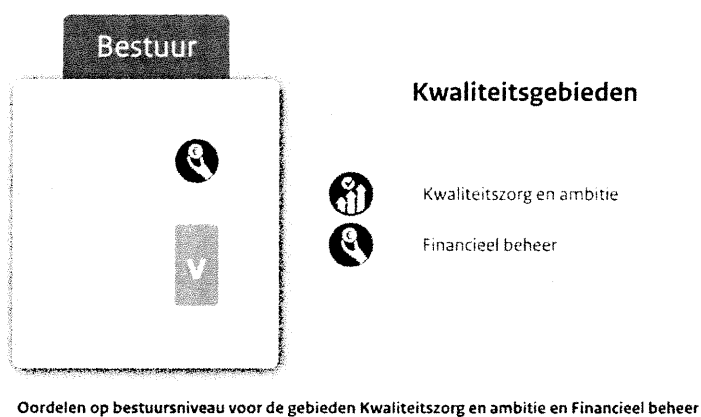 Bestuur
Kwaliteitsgebieden
Kwaliteitszorg en ambitie
Financieel beheer
V
Oordelen op bestuursniveau voor de gebieden Kwaliteitszorg en ambitie en Financieel beheer